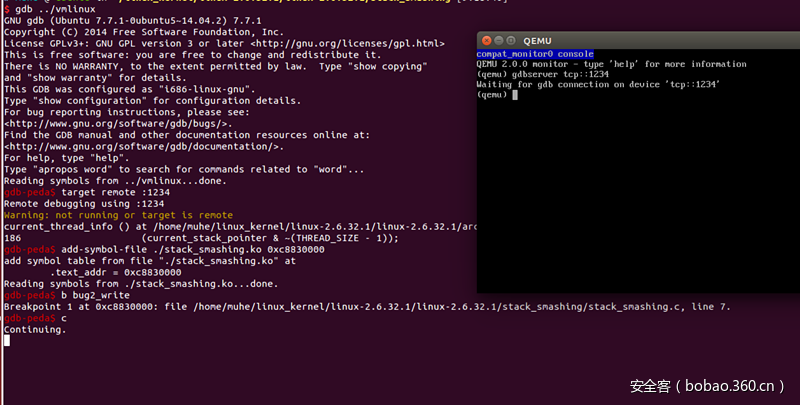 $ gdb ../vmlinux
GNU gdb (Ubuntu 7.7.1-0ubuntu5~14.04.2) 7.7.1
Copyright (C) 2014 Free Software Foundation, Inc.
License GPLv3+: GNU GPL version 3 or later <http://gnu.org/licenses/gpl.html>
This is free software: you are free to change and redistribute it.
There is NO WARRANTY, to the extent permitted by law.  Type "show copying"
and "show warranty" for details.
This GDB was configured as "i686-linux-gnu".
Type "show configuration" for configuration details.
For bug reporting instructions, please see:
<http://www.gnu.org/software/gdb/bugs/>.
Find the GDB manual and other documentation resources online at:
<http://www.gnu.org/software/gdb/documentation/>.
For help, type "help".
Type "apropos word" to search for commands related to "word"...
Reading symbols from ../vmlinux...done.
gdb-peda$ target remote :1234
Remote debugging using :1234
Warning: not running or target is remote
current_thread_info () at /home/muhe/linux_kernel/linux-2.6.32.1/linux-2.6.32.1/arc
186 (current_stack_pointer & ~(THREAD_SIZE - 1));
gdb-peda$ add-symbol-file ./stack_smashing.ko 0xc8830000
add symbol table from file "./stack_smashing.ko" at
.text_addr = 0xc8830000
Reading symbols from ./stack_smashing.ko...done.
gdb-peda$ b bug2_write
Breakpoint 1 at 0xc8830000: file /home/muhe/linux_kernel/linux-2.6.32.1/linux-2.6.32.1/stack_smashing/stack_smashing.c, line 7.
gdb-peda$ c
Continuing.
QEMU
compat_monitor0 console
QEMU 2.0.0 monitor - type 'help' for more information
(qemu) gdbserver tcp::1234
Waiting for gdb connection on device 'tcp::1234'
(qemu)
安全客（bobao.360.cn）